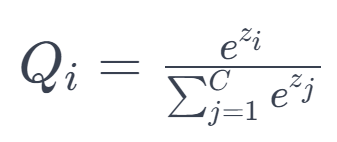 Q_i = \frac{e^{z_i}}{\sum_{j=1}^{C} e^{z_j}}